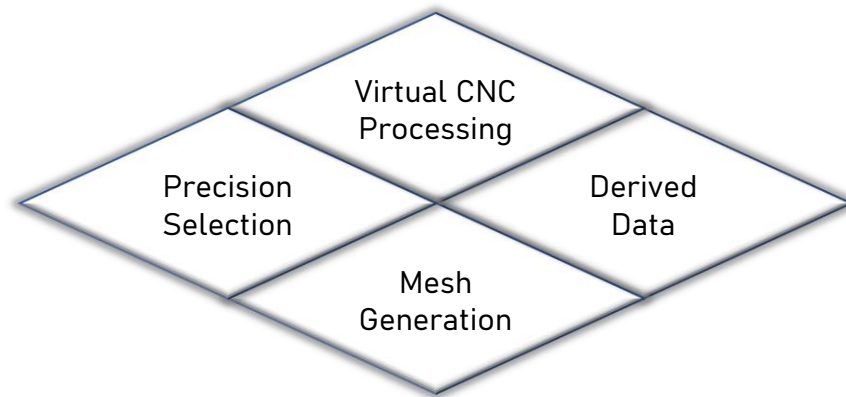 Virtual CNC
Processing
Precision
Selection
Derived
Data
Mesh
Generation